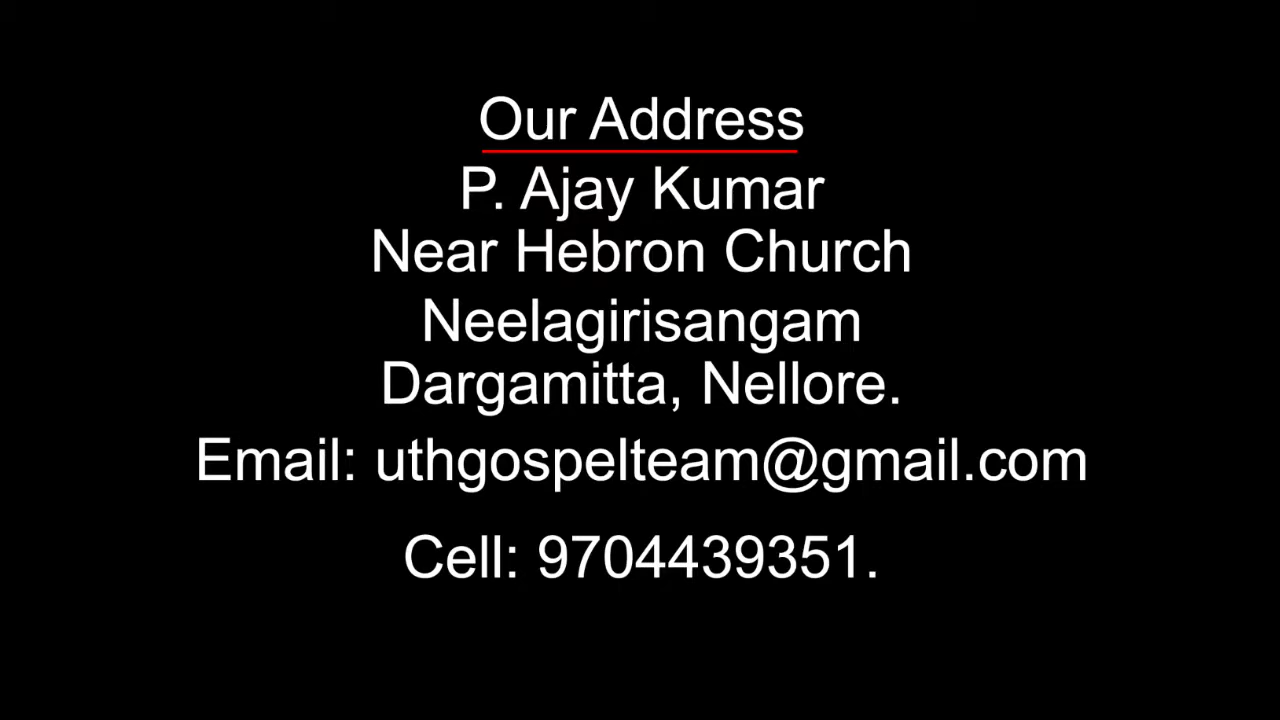 Our Address
P. Ajay Kumar
Near Hebron Church
Neelagirisangam
Dargamitta, Nellore.
Email: uthgospelteam@gmail.com
Cell: 9704439351.